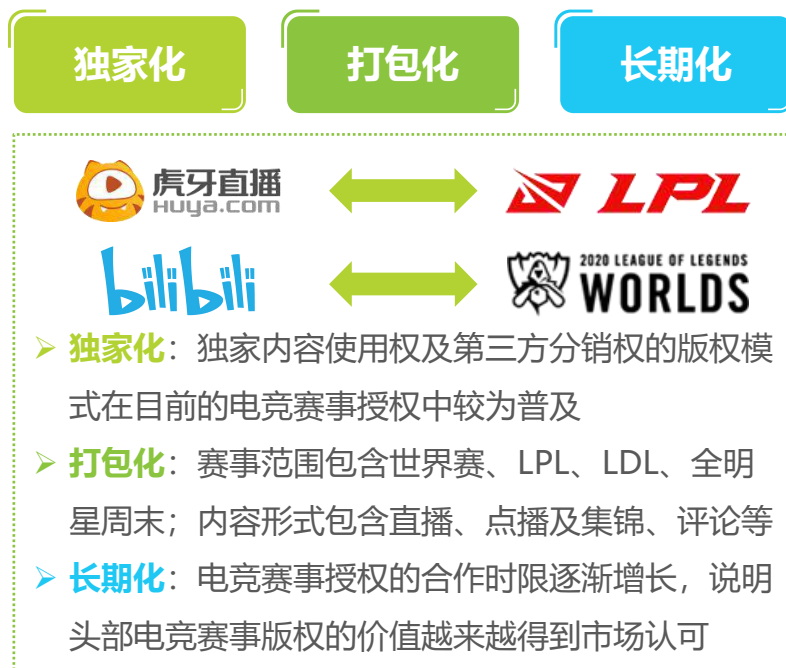 独家化
打包化
长期化
虎牙直播
HUYa.com
LPL
bilibili
2020 LEAGUE OF LEGENDS
WORLDS
➢ 独家化：独家内容使用权及第三方分销权的版权模
式在目前的电竞赛事授权中较为普及
➢ 打包化：赛事范围包含世界赛、LPL、LDL、全明
星周末；内容形式包含直播、点播及集锦、评论等
➢ 长期化：电竞赛事授权的合作时限逐渐增长，说明
头部电竞赛事版权的价值越来越得到市场认可